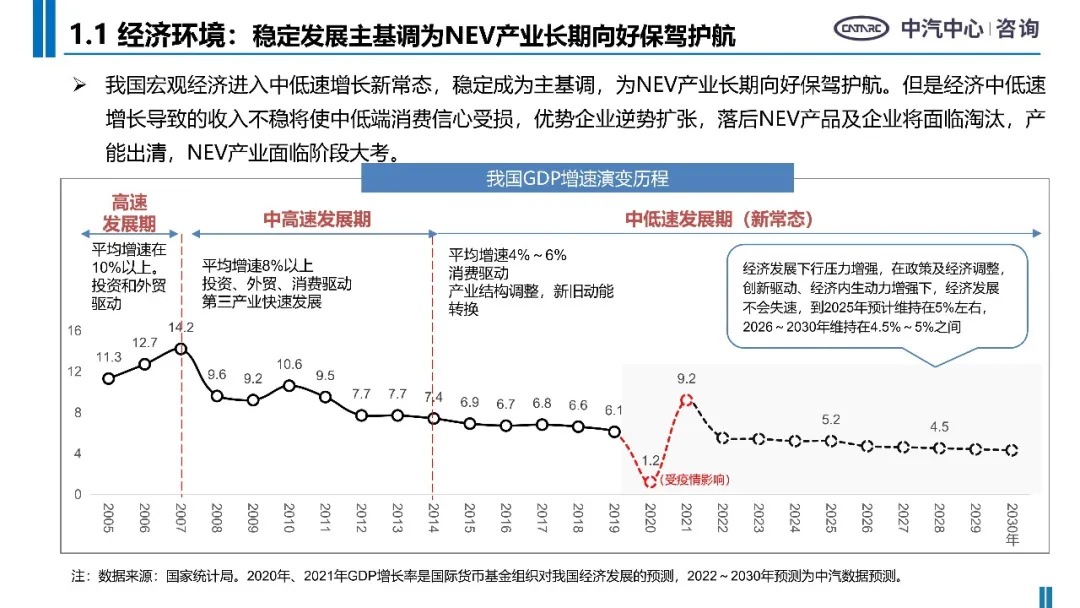 1.1 经济环境：稳定发展主基调为NEV产业长期向好保驾护航
CATARC 中汽中心 | 咨询
➢ 我国宏观经济进入中低速增长新常态，稳定成为主基调，为NEV产业长期向好保驾护航。但是经济中低速
增长导致的收入不稳将使中低端消费信心受损，优势企业逆势扩张，落后NEV产品及企业将面临淘汰，产
能出清，NEV产业面临阶段大考。
我国GDP增速演变历程
高速
发展期
中高速发展期
中低速发展期（新常态）
平均增速在
10%以上。
投资和外贸
驱动
平均增速8%以上
投资、外贸、消费驱动
第三产业快速发展
平均增速4%～6%
消费驱动
产业结构调整，新旧动能
转换
经济发展下行压力增强，在政策及经济调整，
创新驱动、经济内生动力增强下，经济发展
不会失速，到2025年预计维持在5%左右，
2026～2030年维持在4.5%～5%之间
16
12
8
4
0
11.3
12.7
14.2
9.6
9.2
10.6
9.5
7.7
7.7
7.4
6.9
6.7
6.8
6.6
6.1
1.2
9.2
5.2
4.5
（受疫情影响）
2005
2006
2007
2008
2009
2010
2011
2012
2013
2014
2015
2016
2017
2018
2019
2020
2021
2022
2023
2024
2025
2026
2027
2028
2029
2030年
注：数据来源：国家统计局。2020年、2021年GDP增长率是国际货币基金组织对我国经济发展的预测，2022～2030年预测为中汽数据预测。